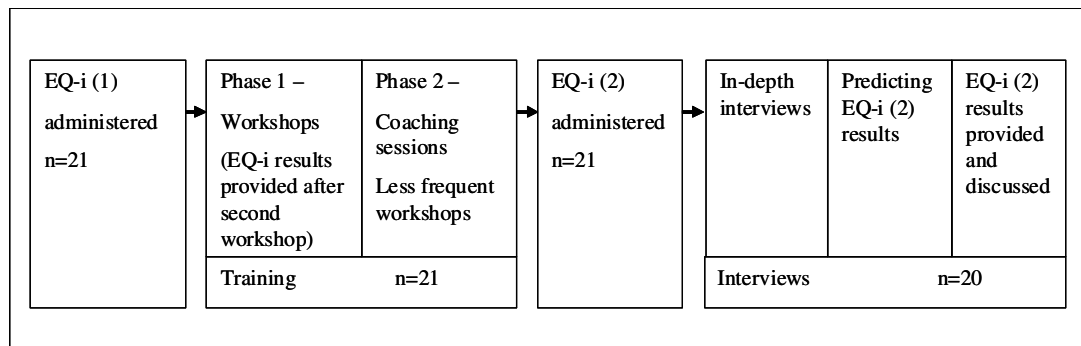 EQ-i (1)
administered
n=21
Phase 1 –
Workshops
(EQ-i results
provided after
second
workshop)
Phase 2 –
Coaching
sessions
Less frequent
workshops
Training n=21
EQ-i (2)
administered
n=21
In-depth
interviews
Predicting
EQ-i (2)
results
EQ-i (2)
results
provided
and
discussed
Interviews n=20